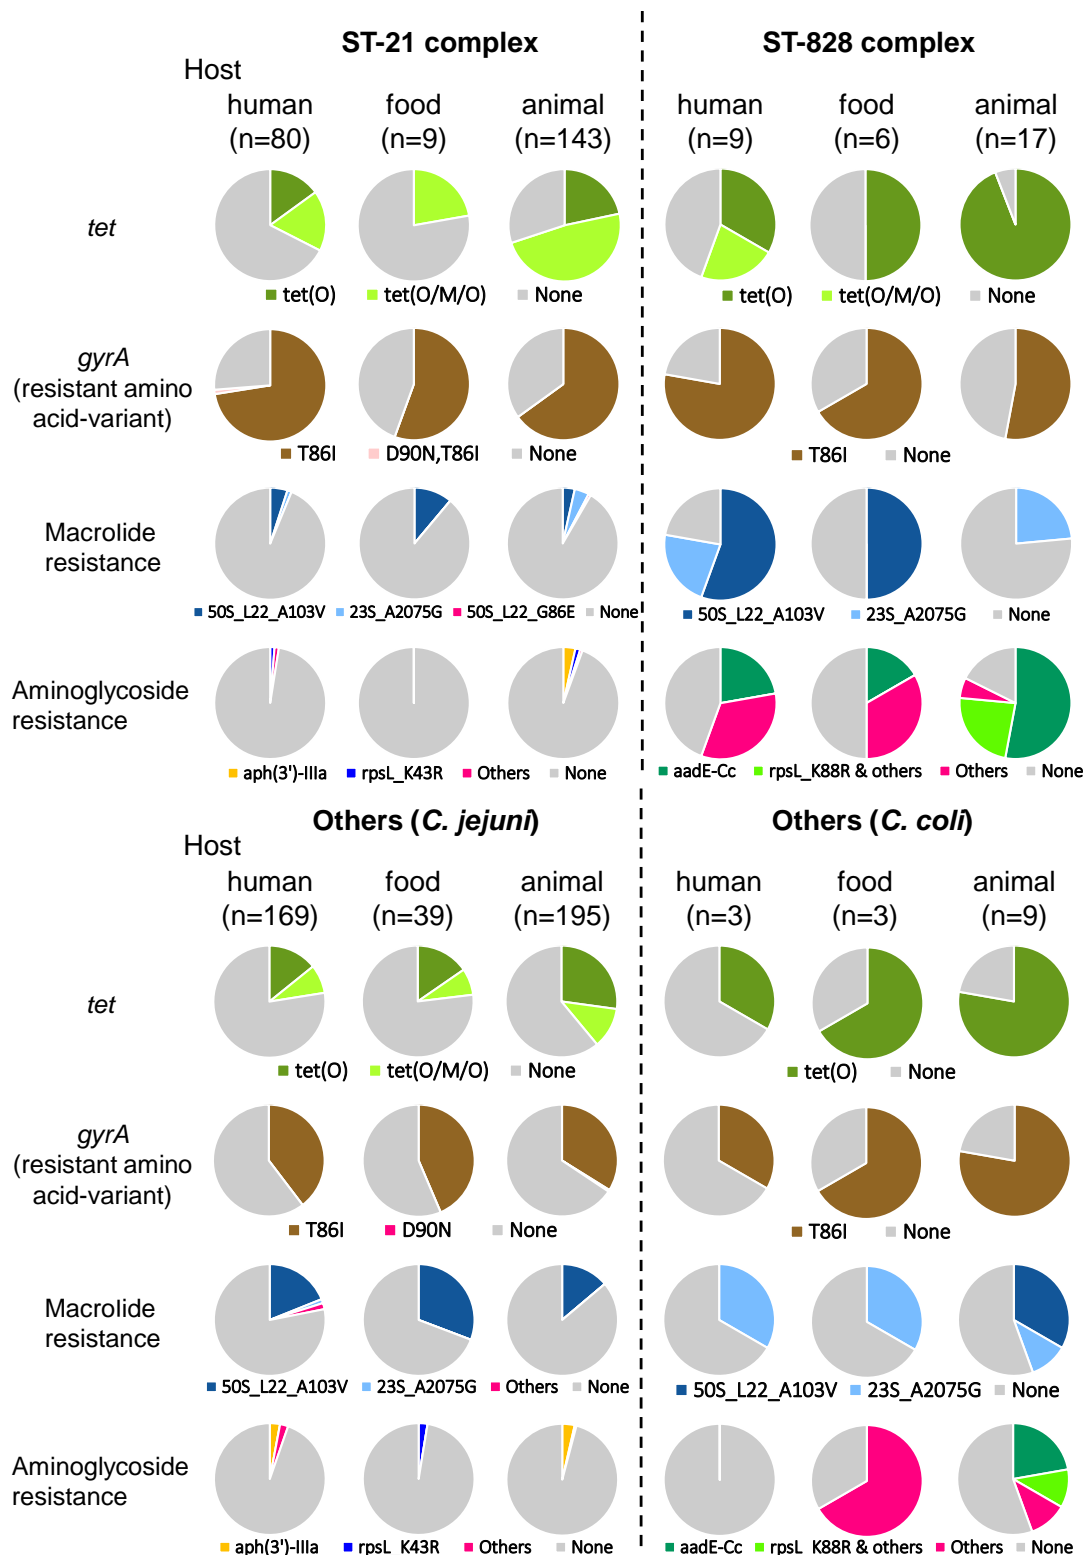 ST-21 complex
ST-828 complex
Host
human
(n=80)
food
(n=9)
animal
(n=143)
human
(n=9)
food
(n=6)
animal
(n=17)
tet
tet(O) tet(O/M/O) None
tet(O) tet(O/M/O) None
gyrA
(resistant amino
acid-variant)
T86I D90N,T86I None
T86I None
Macrolide
resistance
50S_L22_A103V 23S_A2075G 50S_L22_G86E None
50S_L22_A103V 23S_A2075G None
Aminoglycoside
resistance
aph(3')-IIIa rpsL_K43R Others None
aadE-Cc rpsL_K88R & others Others None
Others (C. jejuni)
Others (C. coli)
Host
human
(n=169)
food
(n=39)
animal
(n=195)
human
(n=3)
food
(n=3)
animal
(n=9)
tet
tet(O) tet(O/M/O) None
tet(O) None
gyrA
(resistant amino
acid-variant)
T86I D90N None
T86I None
Macrolide
resistance
50S_L22_A103V 23S_A2075G Others None
50S_L22_A103V 23S_A2075G None
Aminoglycoside
resistance
aph(3')-IIIa rpsL_K43R Others None
aadE-Cc rpsL_K88R & others Others None